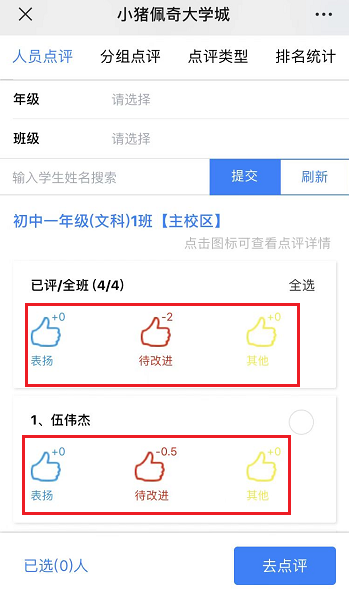 小猪佩奇大学城
人员点评 分组点评 点评类型 排名统计
年级 请选择
班级 请选择
输入学生姓名搜索 提交 刷新
初中一年级(文科)1班【主校区】
点击图标可查看点评详情
已评/全班 (4/4) 全选
+0 -2 +0
表扬 待改进 其他
1、伍伟杰
+0 -0.5 +0
表扬 待改进 其他
已选(0)人 去点评